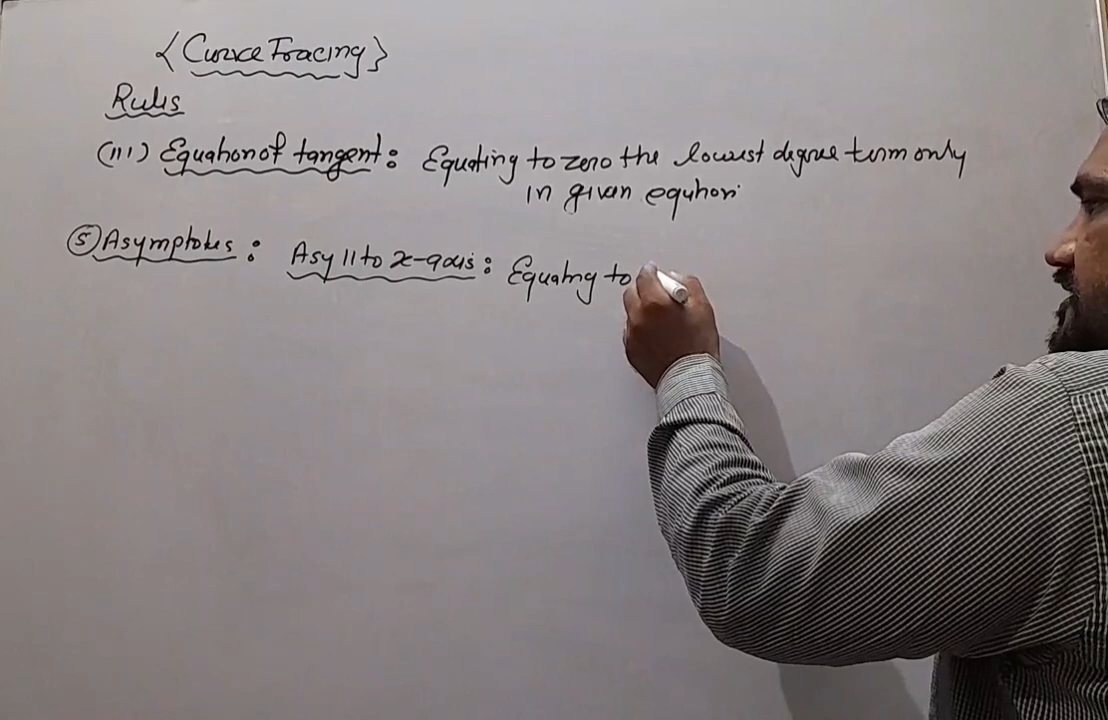 {Curve Tracing}
Rules
(III) Equation of tangent: Equating to zero the lowest degree term only
in given eqution
(5) Asymptotes: Asy || to x-axis: Equating to